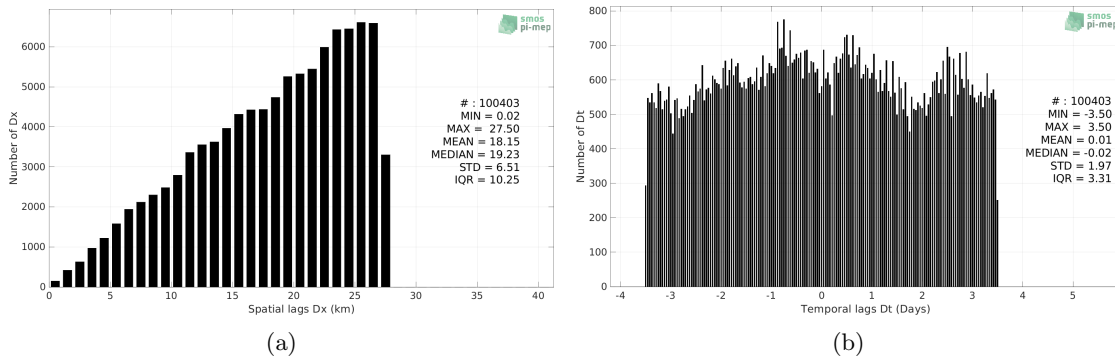 smos
pi-mep
Number of Dx
6000
5000
4000
3000
2000
1000
0
# : 100403
MIN = 0.02
MAX = 27.50
MEAN = 18.15
MEDIAN = 19.23
STD = 6.51
IQR = 10.25
0 5 10 15 20 25 30 35 40
Spatial lags Dx (km)
(a)
smos
pi-mep
Number of Dt
800
700
600
500
400
300
200
100
0
# : 100403
MIN = -3.50
MAX = 3.50
MEAN = 0.01
MEDIAN = -0.02
STD = 1.97
IQR = 3.31
-4 -3 -2 -1 0 1 2 3 4 5
Temporal lags Dt (Days)
(b)